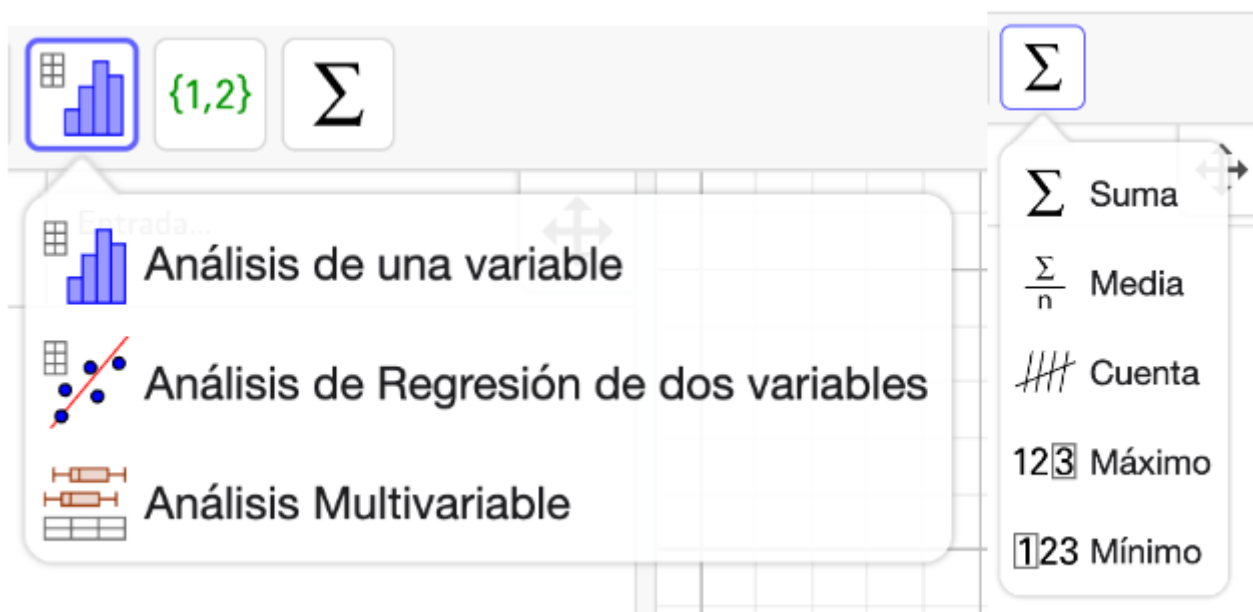 {1,2} Σ
Entrada...
Análisis de una variable
Análisis de Regresión de dos variables
Análisis Multivariable
Σ
Σ Suma
Σ
n
Media
Cuenta
123 Máximo
123 Mínimo